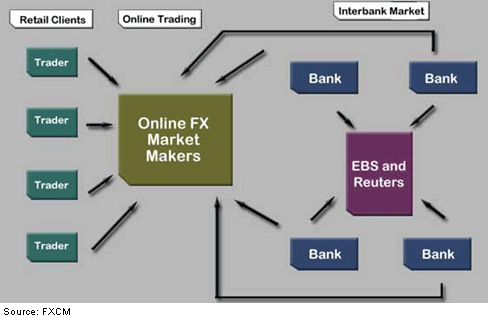 Retail Clients
Online Trading
Interbank Market
Trader
Trader
Trader
Trader
Online FX
Market
Makers
Bank
Bank
EBS and
Reuters
Bank
Bank
Source: FXCM